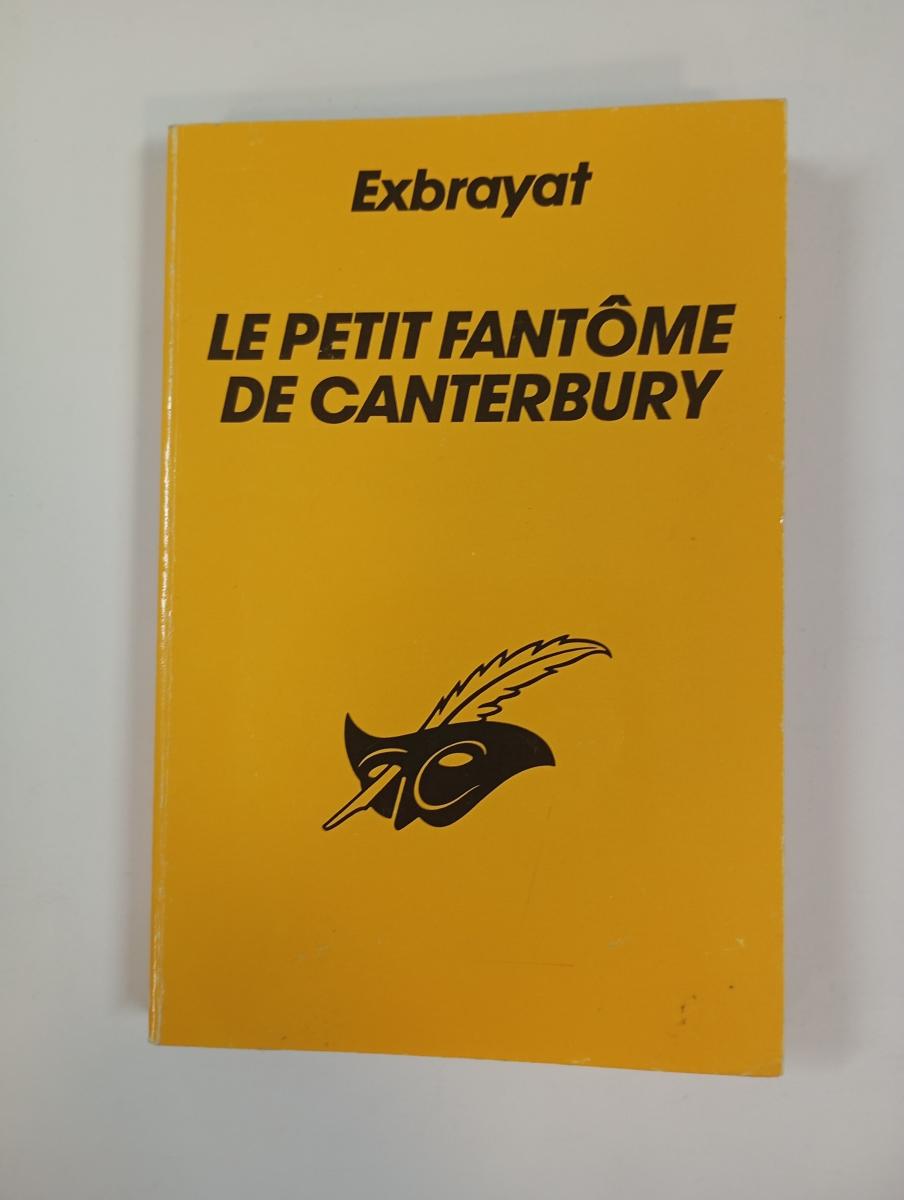 Exbrayat
LE PETIT FANTÔME
DE CANTERBURY